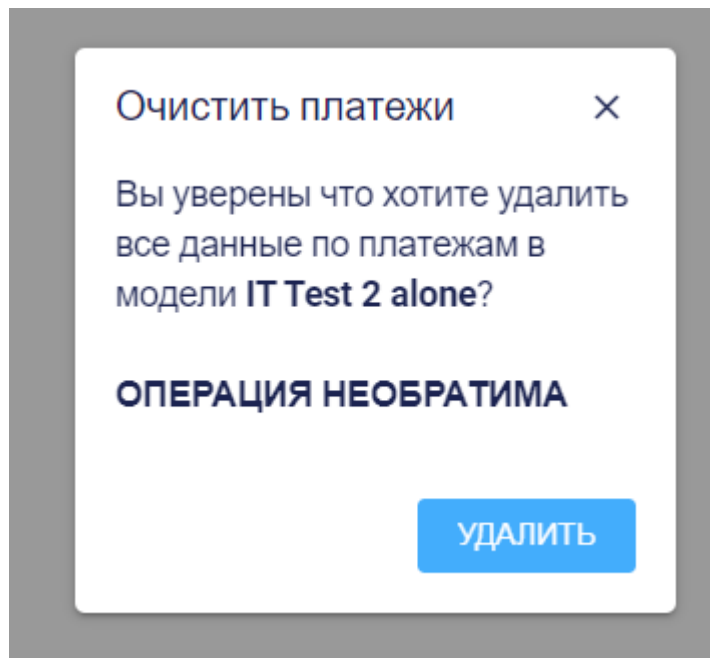 Очистить платежи
Вы уверены что хотите удалить
все данные по платежам в
модели IT Test 2 alone?
ОПЕРАЦИЯ НЕОБРАТИМА
УДАЛИТЬ